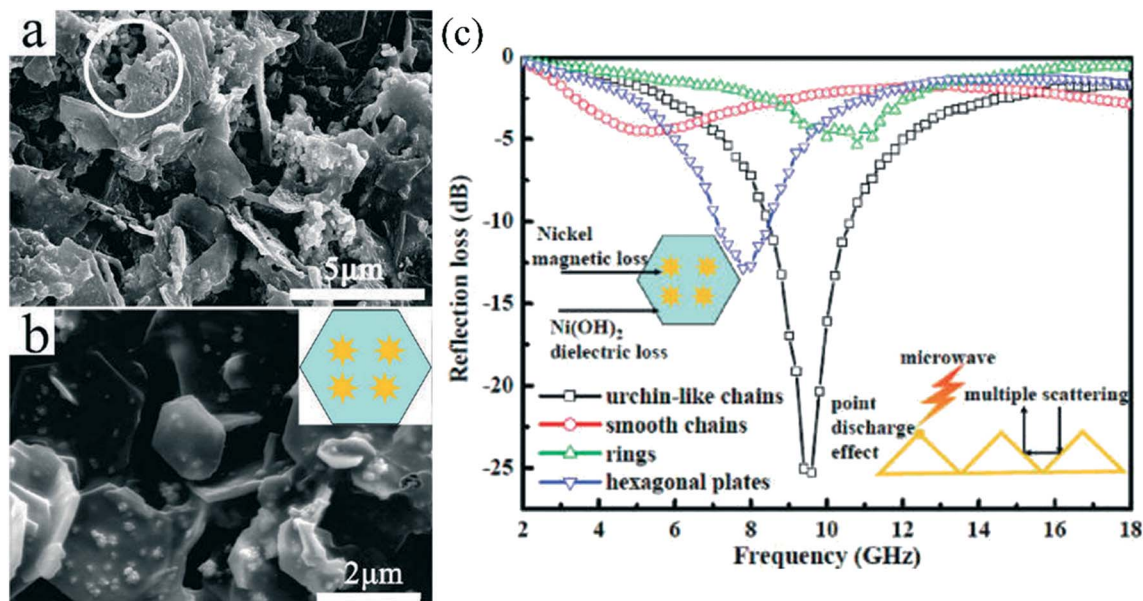 a
5μm
b
2μm
(c)
0
-5
-10
-15
-20
-25
Reflection loss (dB)
Nickel
magnetic loss
Ni(OH)2
dielectric loss
urchin-like chains
smooth chains
rings
hexagonal plates
microwave
multiple scattering
point
discharge
effect
2 4 6 8 10 12 14 16 18
Frequency (GHz)